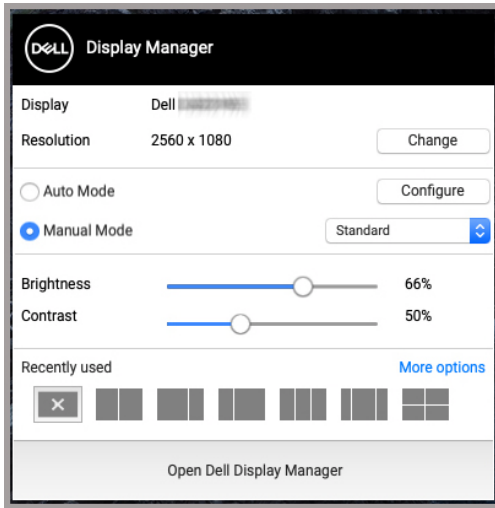 DELL Display Manager
Display Dell
Resolution 2560 x 1080 Change
Auto Mode Configure
Manual Mode Standard
Brightness 66%
Contrast 50%
Recently used More options
Open Dell Display Manager